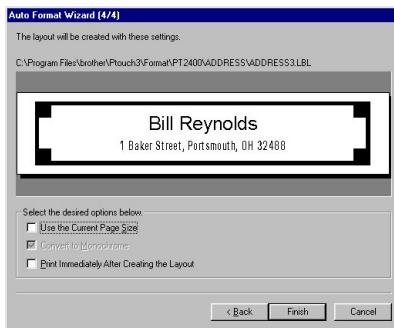 Auto Format Wizard (4/4)
The layout will be created with these settings.
C:\Program Files\brother\Ptouch3\Format\PT2400\ADDRESS\ADDRESS3.LBL
Bill Reynolds
1 Baker Street, Portsmouth, OH 32488
Select the desired options below.
Use the Current Page Size
Convert to Monochrome
Print Immediately After Creating the Layout
< Back Finish Cancel